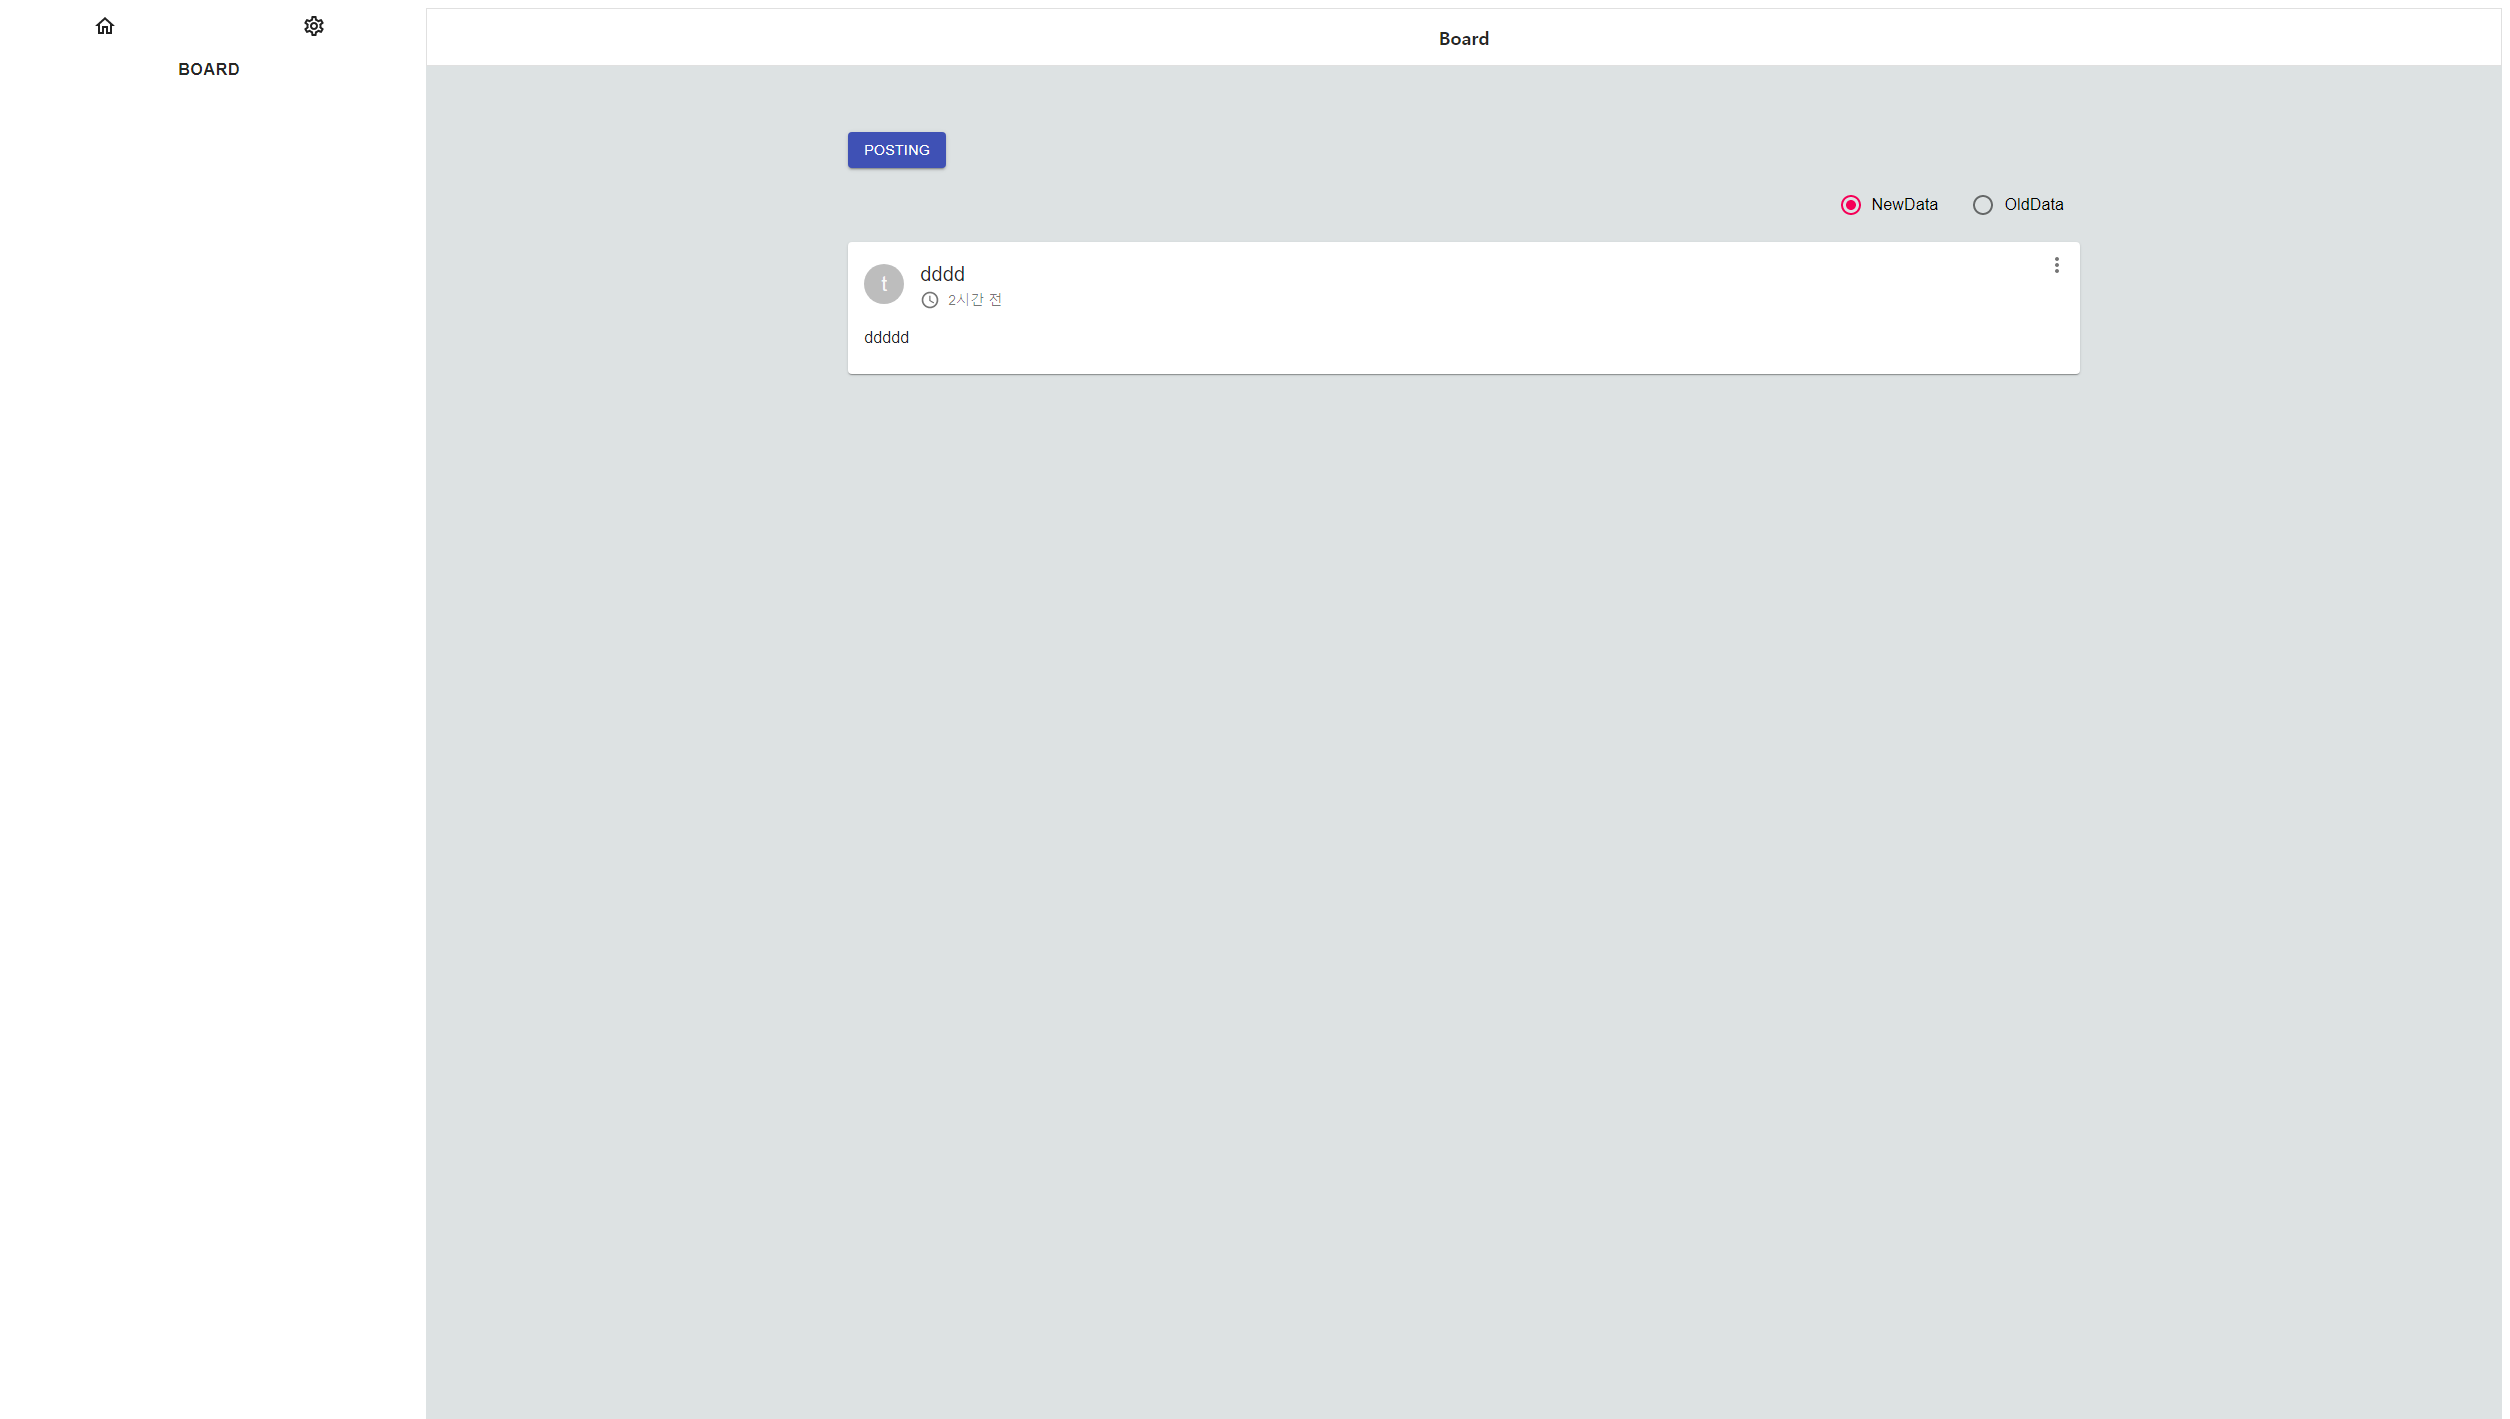 BOARD
Board
POSTING
NewData OldData
t
dddd
2시간 전
ddddd